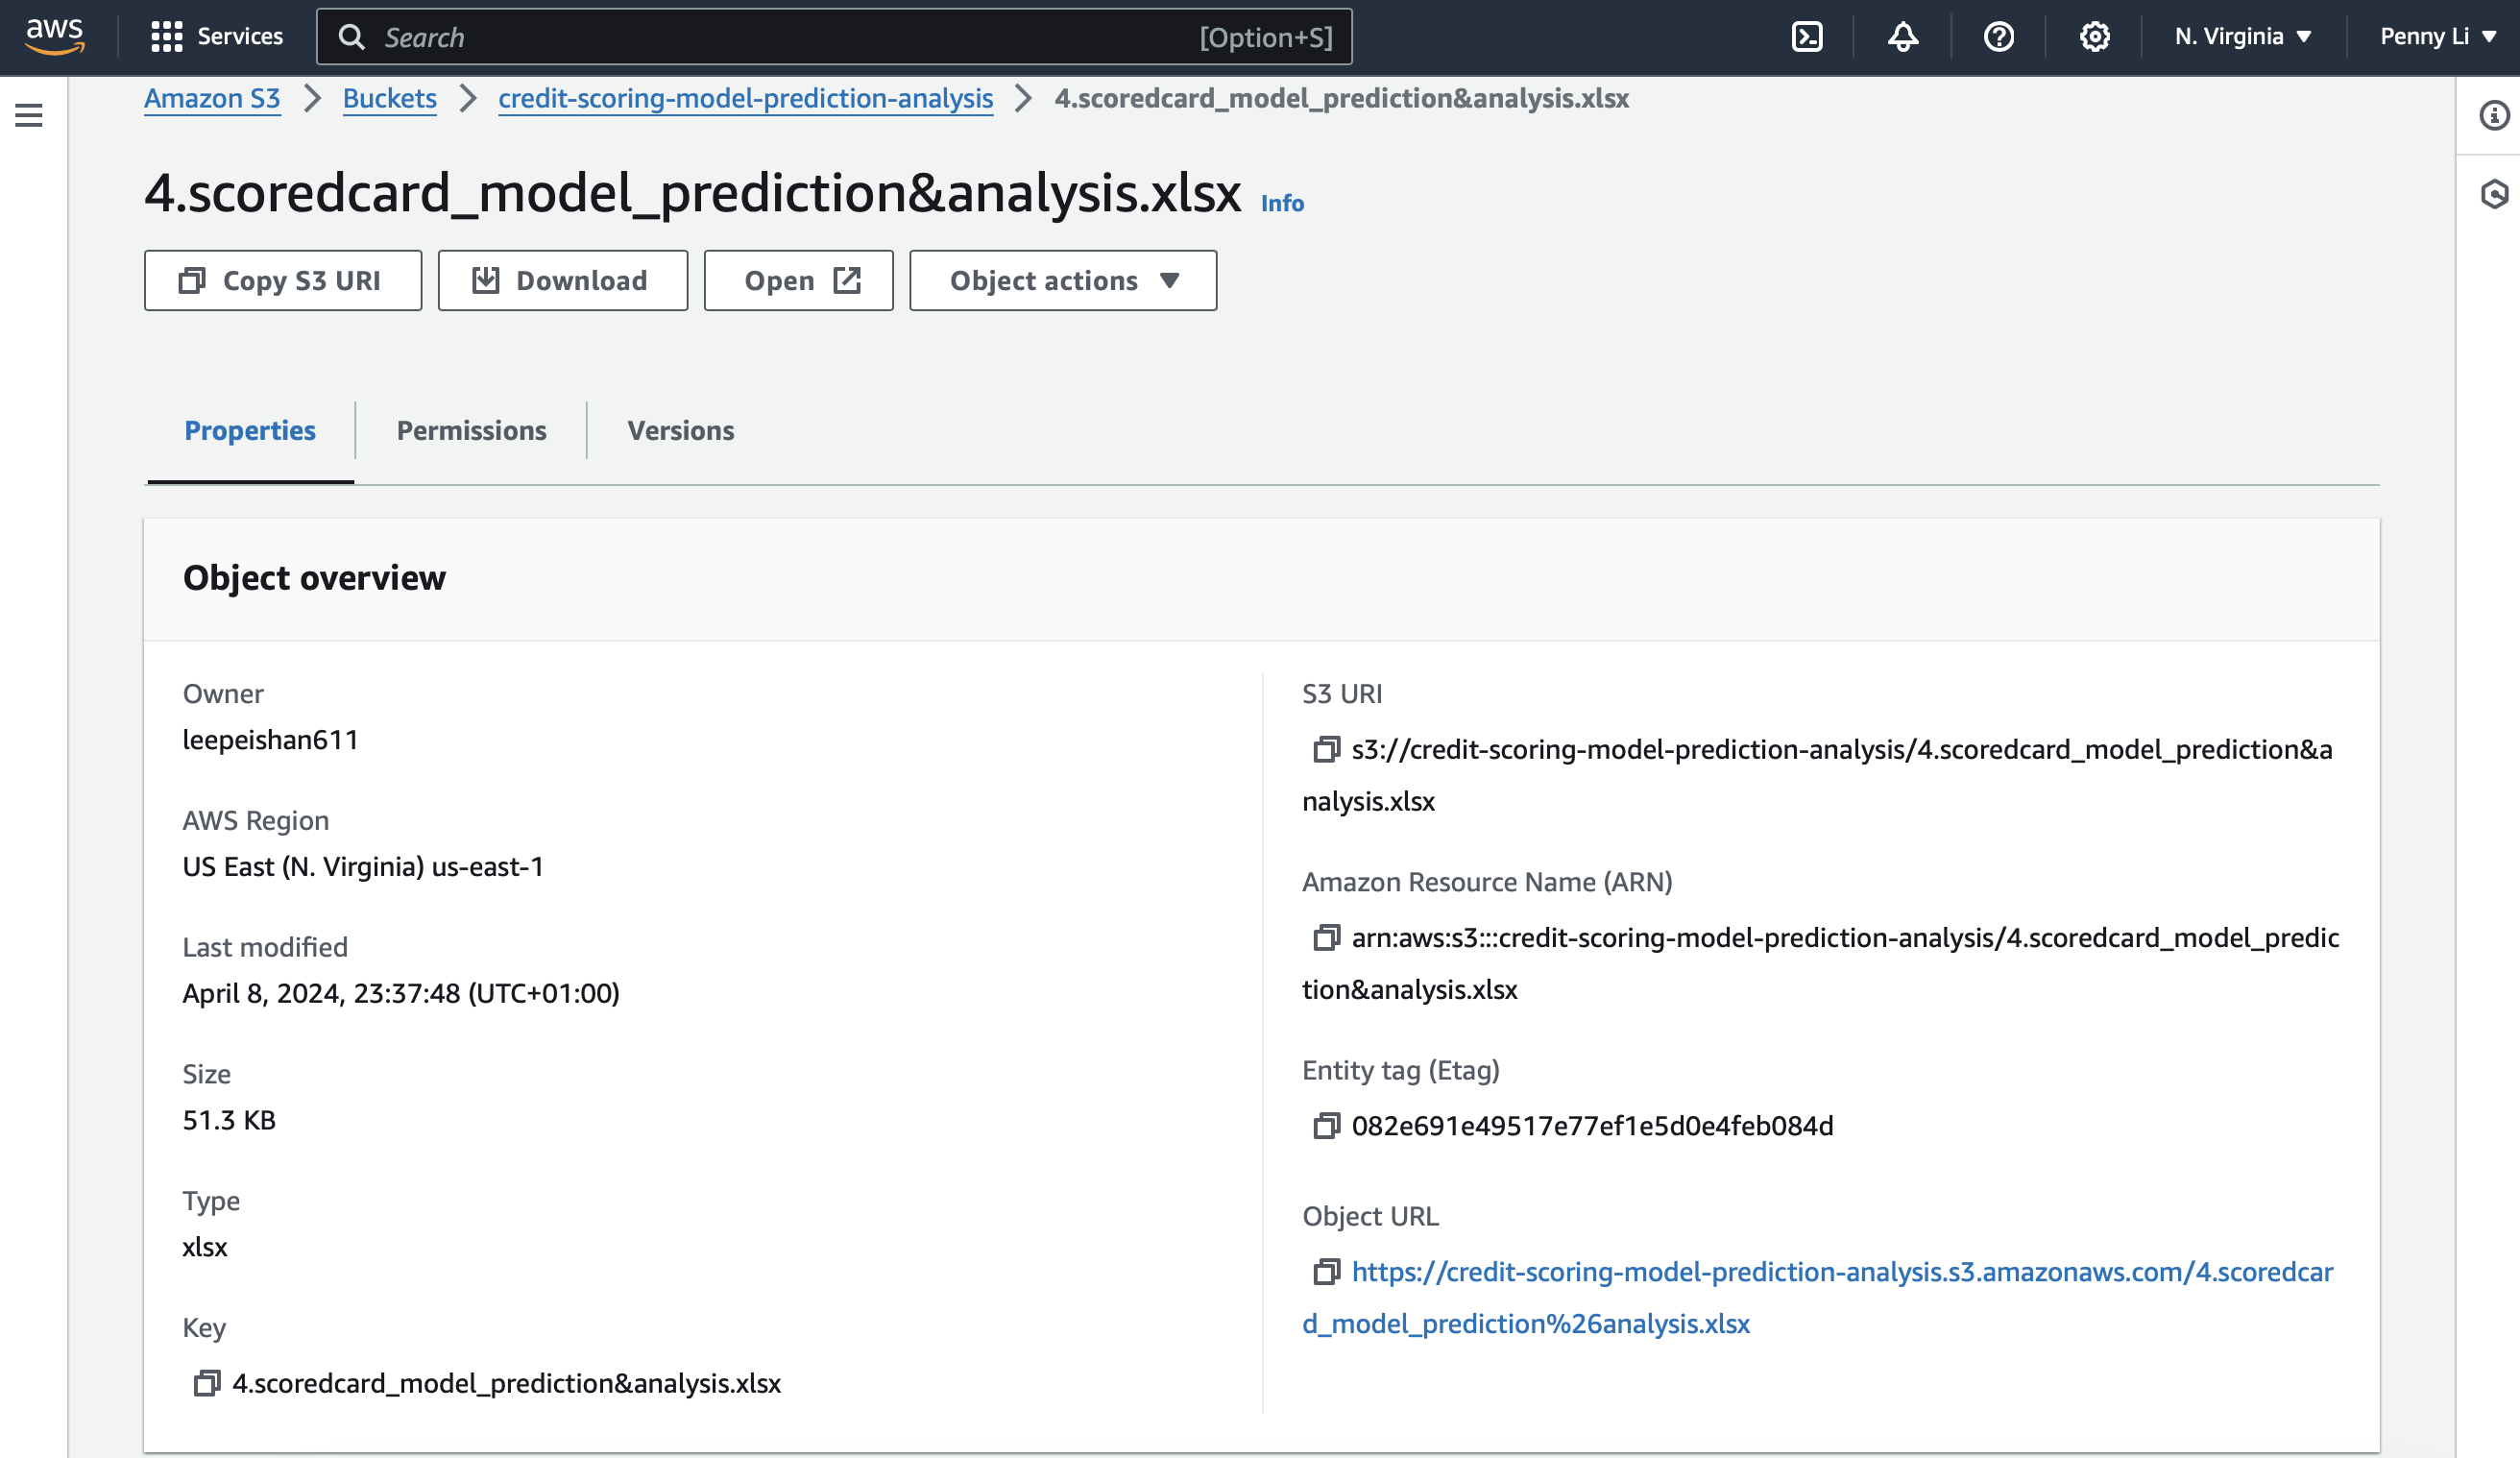 aws Services Search [Option+S] N. Virginia Penny Li
Amazon S3 Buckets credit-scoring-model-prediction-analysis 4.scoredcard_model_prediction&analysis.xlsx
4.scoredcard_model_prediction&analysis.xlsx Info
Copy S3 URI Download Open Object actions
Properties Permissions Versions
Object overview
Owner
leepeishan611
AWS Region
US East (N. Virginia) us-east-1
Last modified
April 8, 2024, 23:37:48 (UTC+01:00)
Size
51.3 KB
Type
xlsx
Key
4.scoredcard_model_prediction&analysis.xlsx
S3 URI
s3://credit-scoring-model-prediction-analysis/4.scoredcard_model_prediction&a
nalysis.xlsx
Amazon Resource Name (ARN)
arn:aws:s3:::credit-scoring-model-prediction-analysis/4.scoredcard_model_predic
tion&analysis.xlsx
Entity tag (Etag)
082e691e49517e77ef1e5d0e4feb084d
Object URL
https://credit-scoring-model-prediction-analysis.s3.amazonaws.com/4.scoredcar
d_model_prediction%26analysis.xlsx